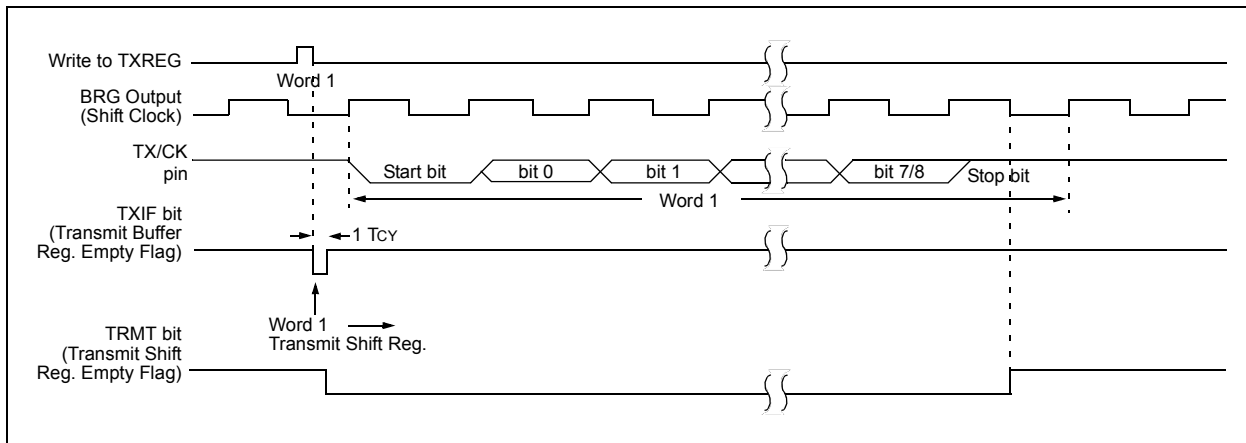 Write to TXREG
Word 1
BRG Output
(Shift Clock)
TX/CK
pin
Start bit
bit 0
bit 1
bit 7/8
Stop bit
Word 1
TXIF bit
(Transmit Buffer
Reg. Empty Flag)
1 TCY
Word 1
Transmit Shift Reg.
TRMT bit
(Transmit Shift
Reg. Empty Flag)